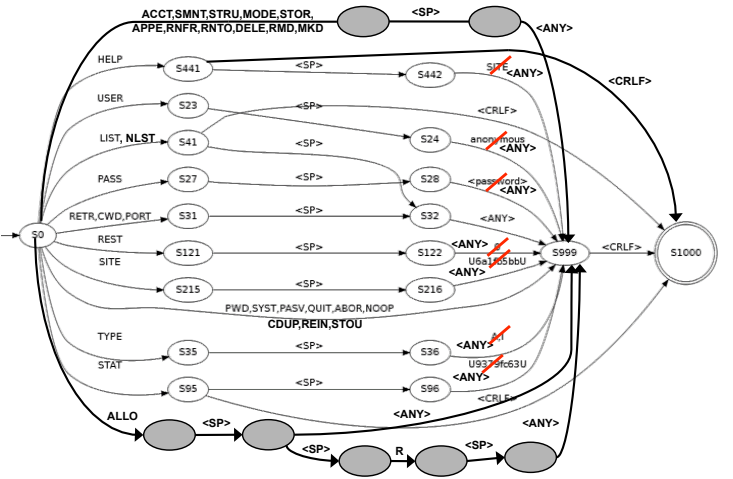 ACCT,SMNT,STRU,MODE,STOR,
APPE,RNFR,RNTO,DELE,RMD,MKD
<SP>
<ANY>
HELP
S441
<SP>
S442
SITE
<ANY>
<CRLF>
USER
S23
<SP>
<CRLF>
LIST, NLST
S41
S24
anonymous
<ANY>
<SP>
PASS
S27
<SP>
S28
<password>
<ANY>
RETR,CWD,PORT
S31
<SP>
S32
<ANY>
S0
REST
S121
<SP>
S122
<ANY>
S999
<CRLF>
S1000
SITE
S215
<SP>
S216
<ANY>
PWD,SYST,PASV,QUIT,ABOR,NOOP
CDUP,REIN,STOU
TYPE
S35
<SP>
S36
<ANY>
A,I
STAT
S95
<SP>
S96
<ANY>
<CRLF>
ALLO
<SP>
<ANY>
<SP>
R
<SP>
<ANY>